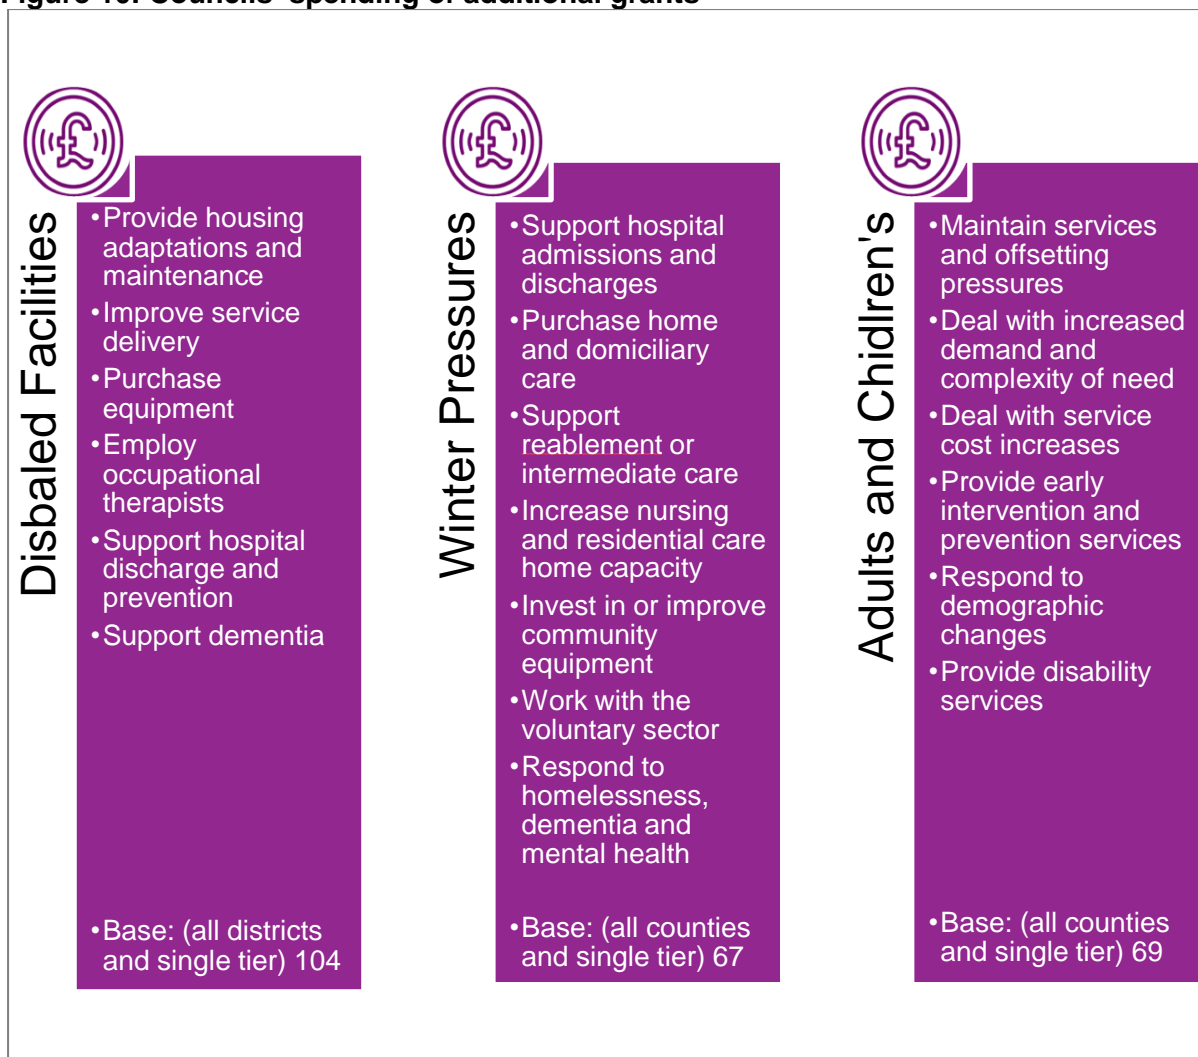 Figure 10: Councils' spending of additional grants
Disbaled Facilities
•Provide housing
adaptations and
maintenance
•Improve service
delivery
•Purchase
equipment
•Employ
occupational
therapists
•Support hospital
discharge and
prevention
•Support dementia
•Base: (all districts
and single tier) 104
Winter Pressures
•Support hospital
admissions and
discharges
•Purchase home
and domiciliary
care
•Support
reablement or
intermediate care
•Increase nursing
and residential care
home capacity
•Invest in or improve
community
equipment
•Work with the
voluntary sector
•Respond to
homelessness,
dementia and
mental health
•Base: (all counties
and single tier) 67
Adults and Chidlren's
•Maintain services
and offsetting
pressures
•Deal with increased
demand and
complexity of need
•Deal with service
cost increases
•Provide early
intervention and
prevention services
•Respond to
demographic
changes
•Provide disability
services
•Base: (all counties
and single tier) 69